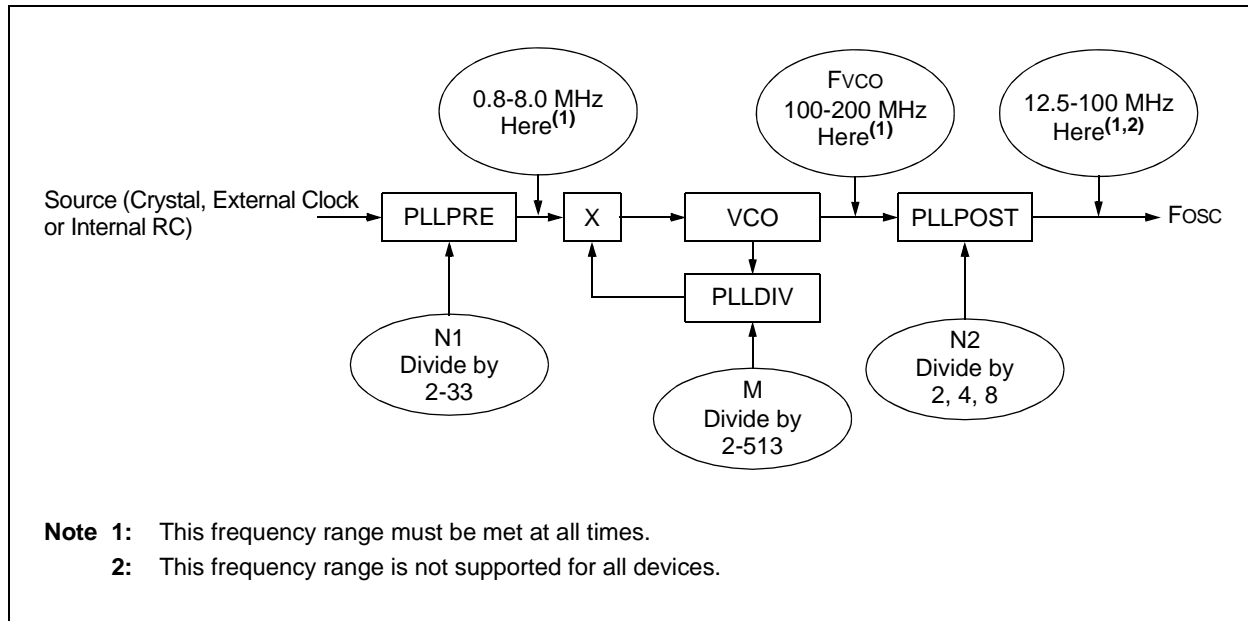 0.8-8.0 MHz
Here(1)
FVCO
100-200 MHz
Here(1)
12.5-100 MHz
Here(1,2)
Source (Crystal, External Clock
or Internal RC)
PLLPRE
X
VCO
PLLPOST
FOSC
PLLDIV
N1
Divide by
2-33
M
Divide by
2-513
N2
Divide by
2, 4, 8
Note 1: This frequency range must be met at all times.
2: This frequency range is not supported for all devices.